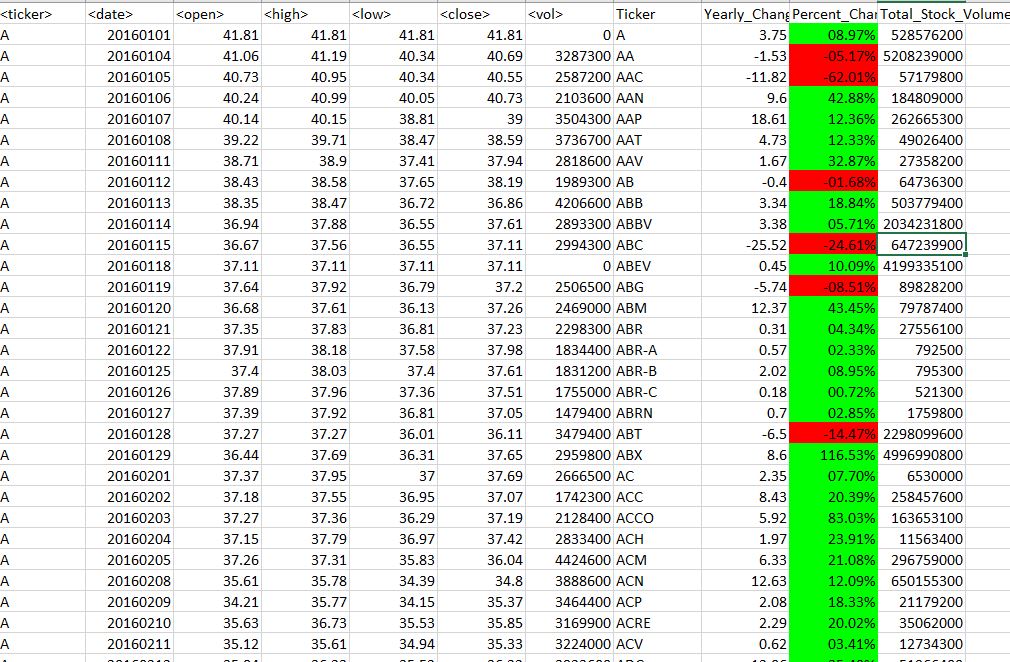 <ticker> <date> <open> <high> <low> <close> <vol> Ticker Yearly_Chang Percent_Chan Total_Stock_Volume
A 20160101 41.81 41.81 41.81 41.81 0 A 3.75 08.97% 528576200
A 20160104 41.06 41.19 40.34 40.69 3287300 AA -1.53 -05.17% 5208239000
A 20160105 40.73 40.95 40.34 40.55 2587200 AAC -11.82 -62.01% 57179800
A 20160106 40.24 40.99 40.05 40.73 2103600 AAN 9.6 42.88% 184809000
A 20160107 40.14 40.15 38.81 39 3504300 AAP 18.61 12.36% 262665300
A 20160108 39.22 39.71 38.47 38.59 3736700 AAT 4.73 12.33% 49026400
A 20160111 38.71 38.9 37.41 37.94 2818600 AAV 1.67 32.87% 27358200
A 20160112 38.43 38.58 37.65 38.19 1989300 AB -0.4 -01.68% 64736300
A 20160113 38.35 38.47 36.72 36.86 4206600 ABB 3.34 18.84% 503779400
A 20160114 36.94 37.88 36.55 37.61 2893300 ABBV 3.38 05.71% 2034231800
A 20160115 36.67 37.56 36.55 37.11 2994300 ABC -25.52 -24.61% 647239900
A 20160118 37.11 37.11 37.11 37.11 0 ABEV 0.45 10.09% 4199335100
A 20160119 37.64 37.92 36.79 37.2 2506500 ABG -5.74 -08.51% 89828200
A 20160120 36.68 37.61 36.13 37.26 2469000 ABM 12.37 43.45% 79787400
A 20160121 37.35 37.83 36.81 37.23 2298300 ABR 0.31 04.34% 27556100
A 20160122 37.91 38.18 37.58 37.98 1834400 ABR-A 0.57 02.33% 792500
A 20160125 37.4 38.03 37.4 37.61 1831200 ABR-B 2.02 08.95% 795300
A 20160126 37.89 37.96 37.36 37.51 1755000 ABR-C 0.18 00.72% 521300
A 20160127 37.39 37.92 36.81 37.05 1479400 ABRN 0.7 02.85% 1759800
A 20160128 37.27 37.27 36.01 36.11 3479400 ABT -6.5 -14.47% 2298099600
A 20160129 36.44 37.69 36.31 37.65 2959800 ABX 8.6 116.53% 4996990800
A 20160201 37.37 37.95 37 37.69 2666500 AC 2.35 07.70% 6530000
A 20160202 37.18 37.55 36.95 37.07 1742300 ACC 8.43 20.39% 258457600
A 20160203 37.27 37.36 36.29 37.19 2128400 ACCO 5.92 83.03% 163653100
A 20160204 37.15 37.79 36.97 37.42 2833400 ACH 1.97 23.91% 11563400
A 20160205 37.26 37.31 35.83 36.04 4424600 ACM 6.33 21.08% 296759000
A 20160208 35.61 35.78 34.39 34.8 3888600 ACN 12.63 12.09% 650155300
A 20160209 34.21 35.77 34.15 35.37 3464400 ACP 2.08 18.33% 21179200
A 20160210 35.63 36.73 35.53 35.85 3169900 ACRE 2.29 20.02% 35062000
A 20160211 35.12 35.61 34.94 35.33 3224000 ACV 0.62 03.41% 12734300